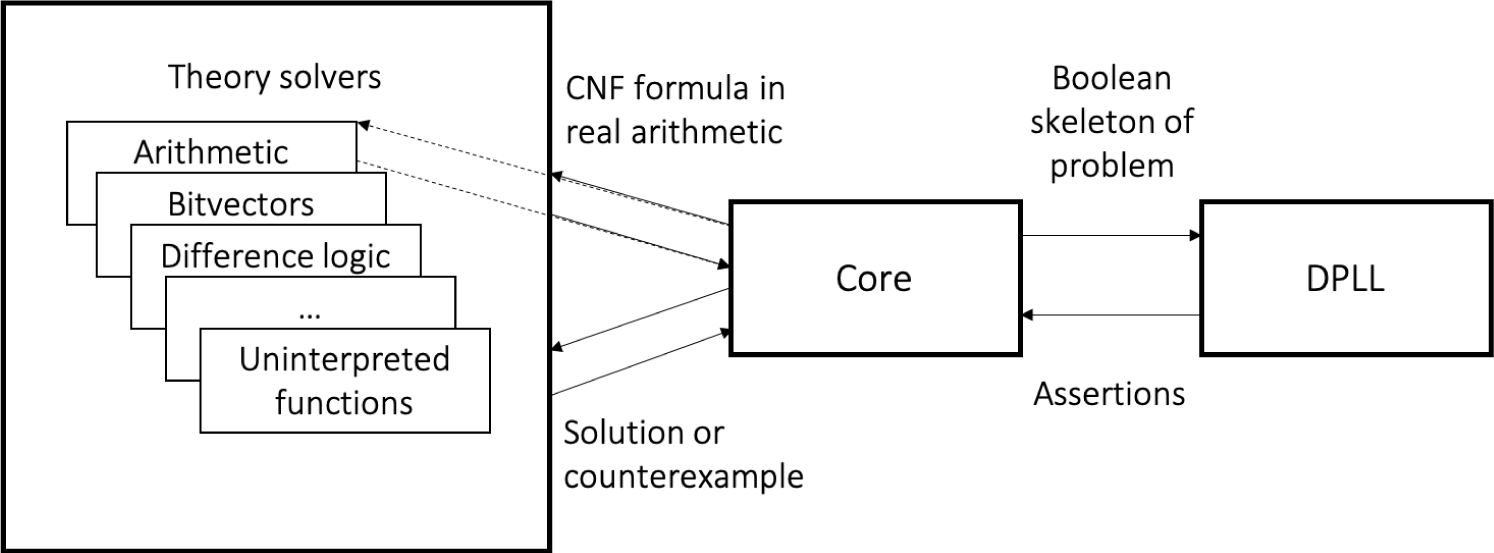 Theory solvers
Arithmetic
Bitvectors
Difference logic
...
Uninterpreted
functions
CNF formula in
real arithmetic
Solution or
counterexample
Core
Boolean
skeleton of
problem
Assertions
DPLL